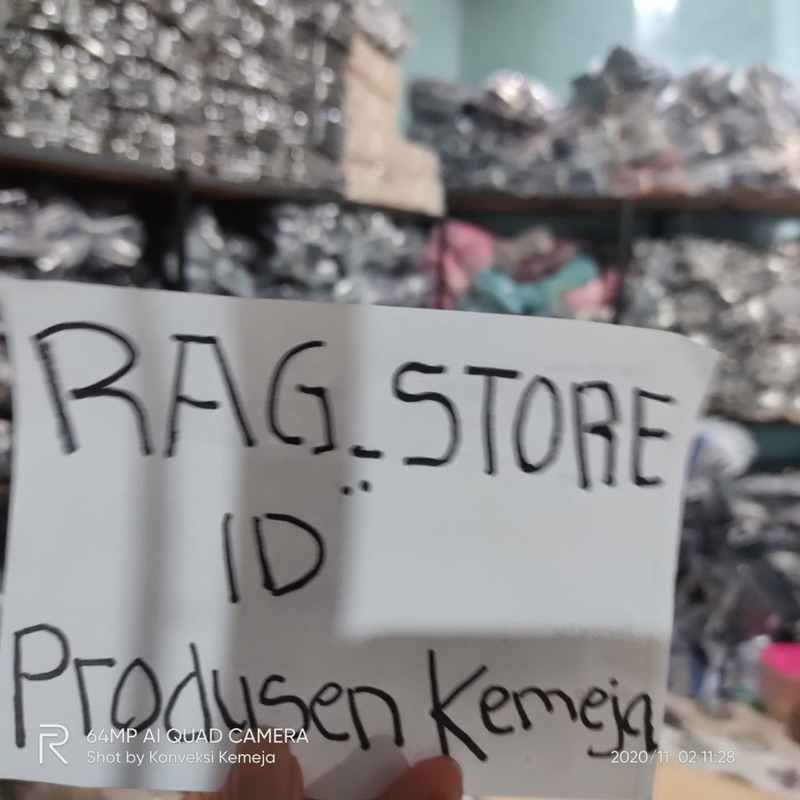 RAG_STORE
ID
Produsen Kemeja
64MP AI QUAD CAMERA
Shot by Konveksi Kemeja
2020/11/02 11:28